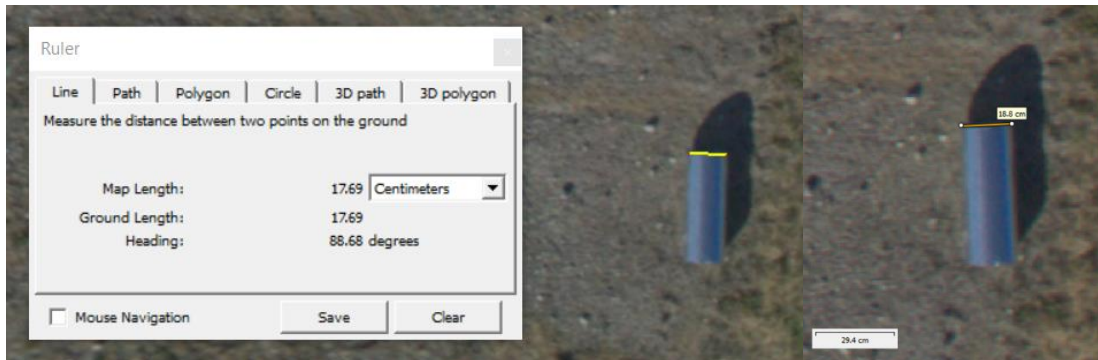 Ruler
Line Path Polygon Circle 3D path 3D polygon
Measure the distance between two points on the ground
Map Length: 17.69 Centimeters
Ground Length: 17.69
Heading: 88.68 degrees
Mouse Navigation Save Clear
18.8 cm
29.4 cm